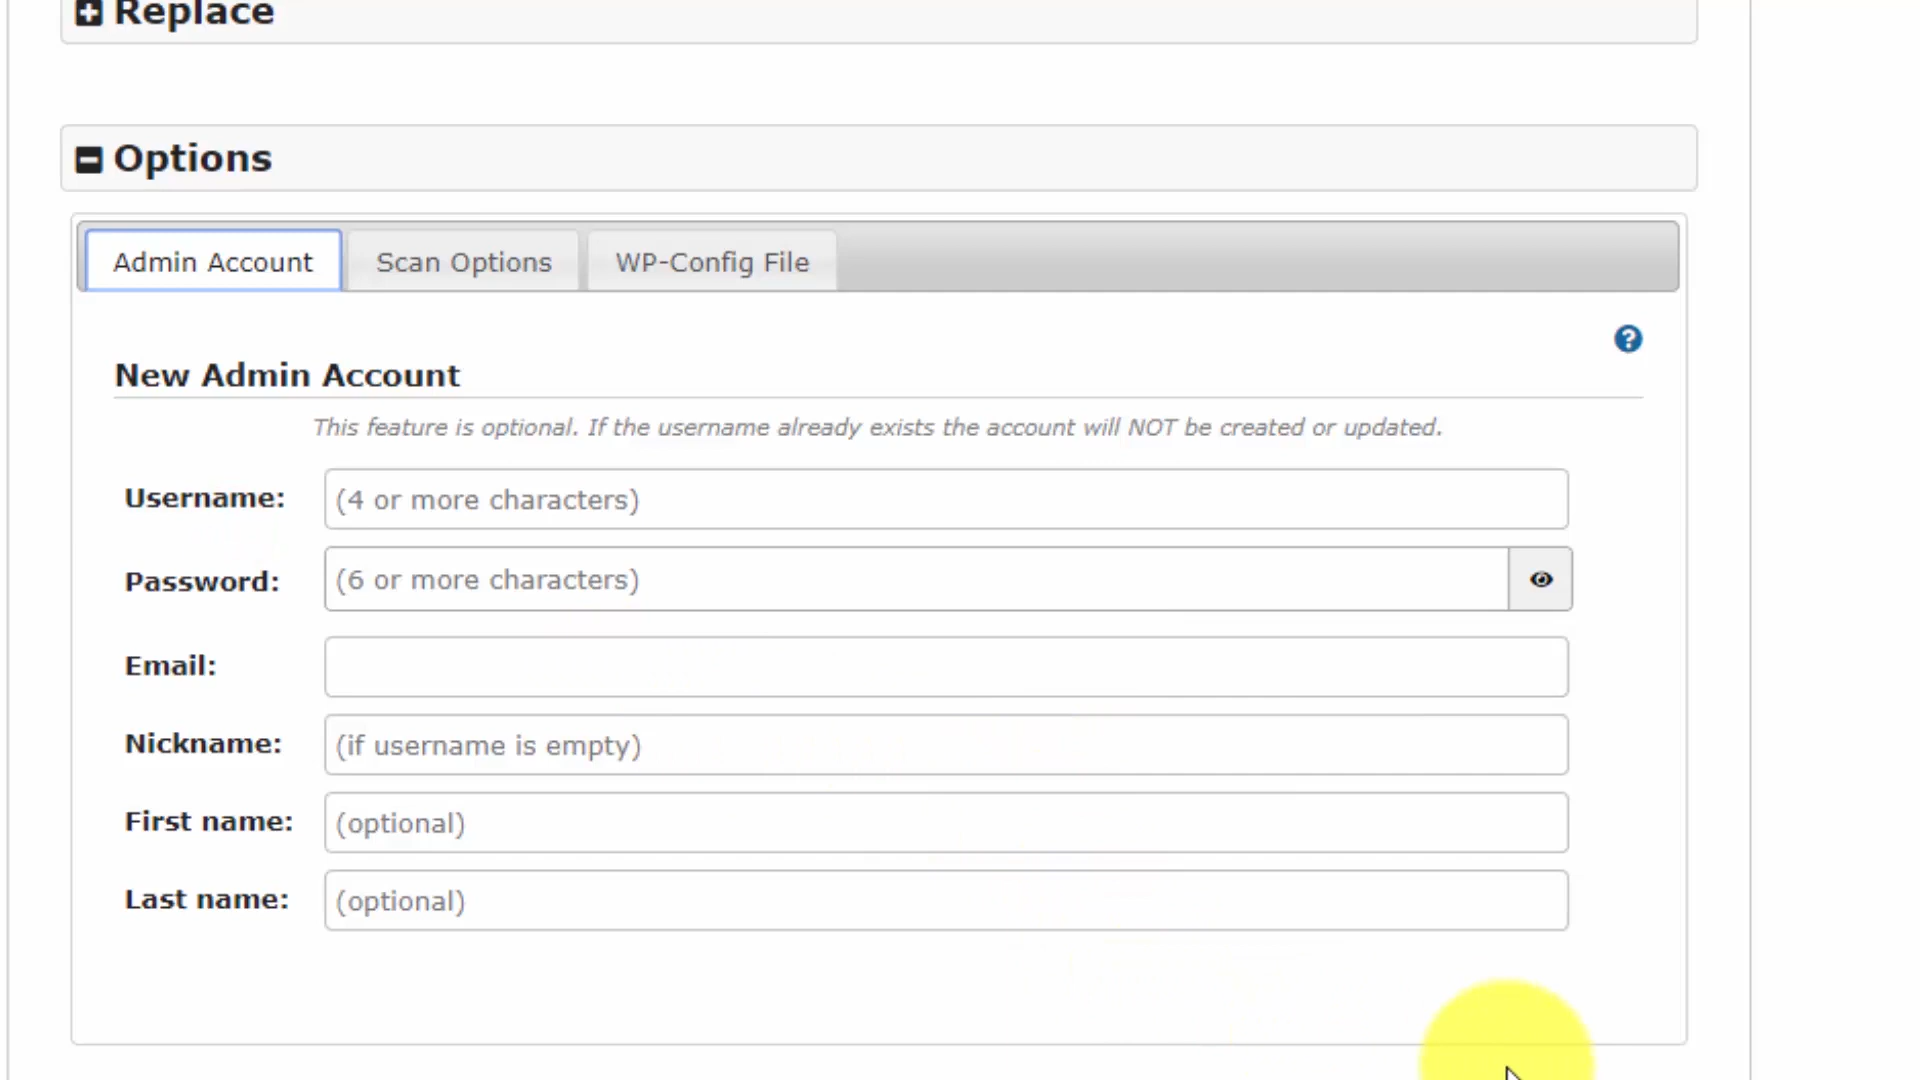 Replace
Options
Admin Account Scan Options WP-Config File
New Admin Account
This feature is optional. If the username already exists the account will NOT be created or updated.
Username: (4 or more characters)
Password: (6 or more characters)
Email:
Nickname: (if username is empty)
First name: (optional)
Last name: (optional)